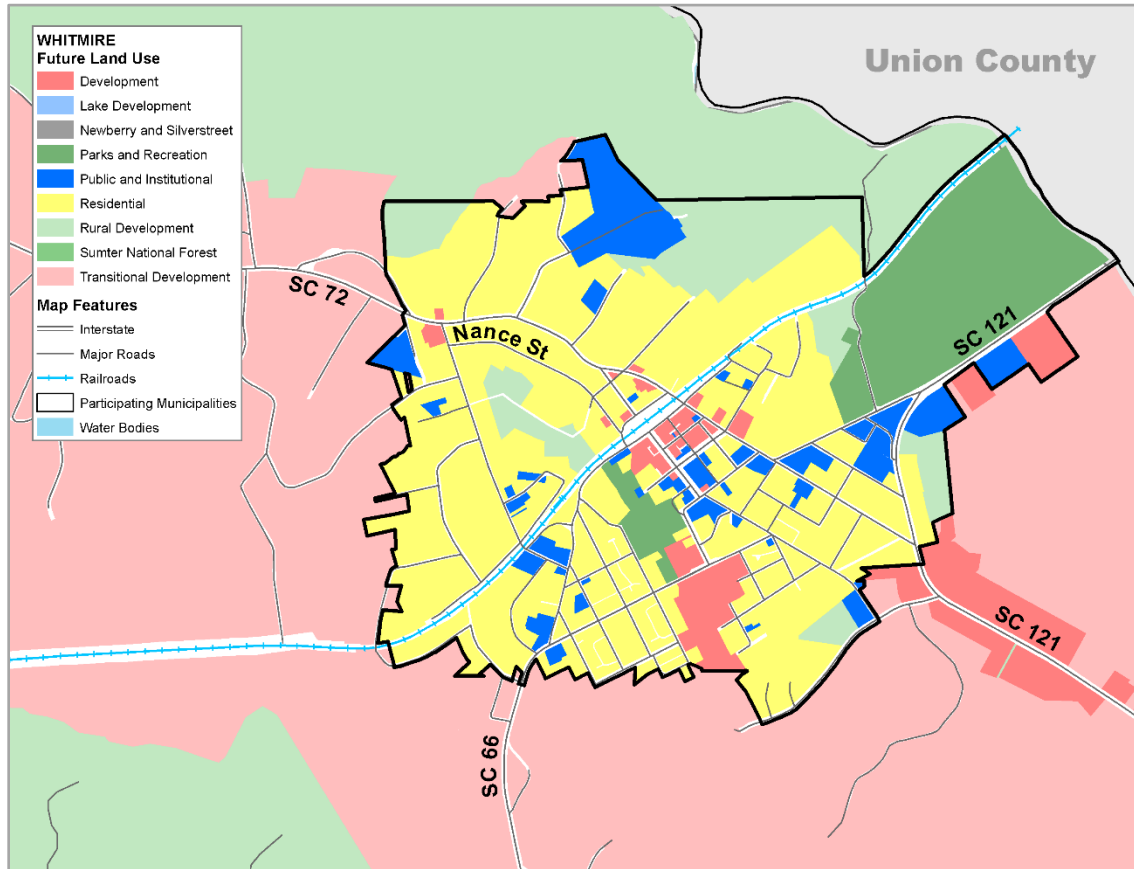 WHITMIRE
Future Land Use
Development
Lake Development
Newberry and Silverstreet
Parks and Recreation
Public and Institutional
Residential
Rural Development
Sumter National Forest
Transitional Development
Map Features
Interstate
Major Roads
Railroads
Participating Municipalities
Water Bodies
Union County
SC 72
Nance St
SC 121
SC 121
SC 66